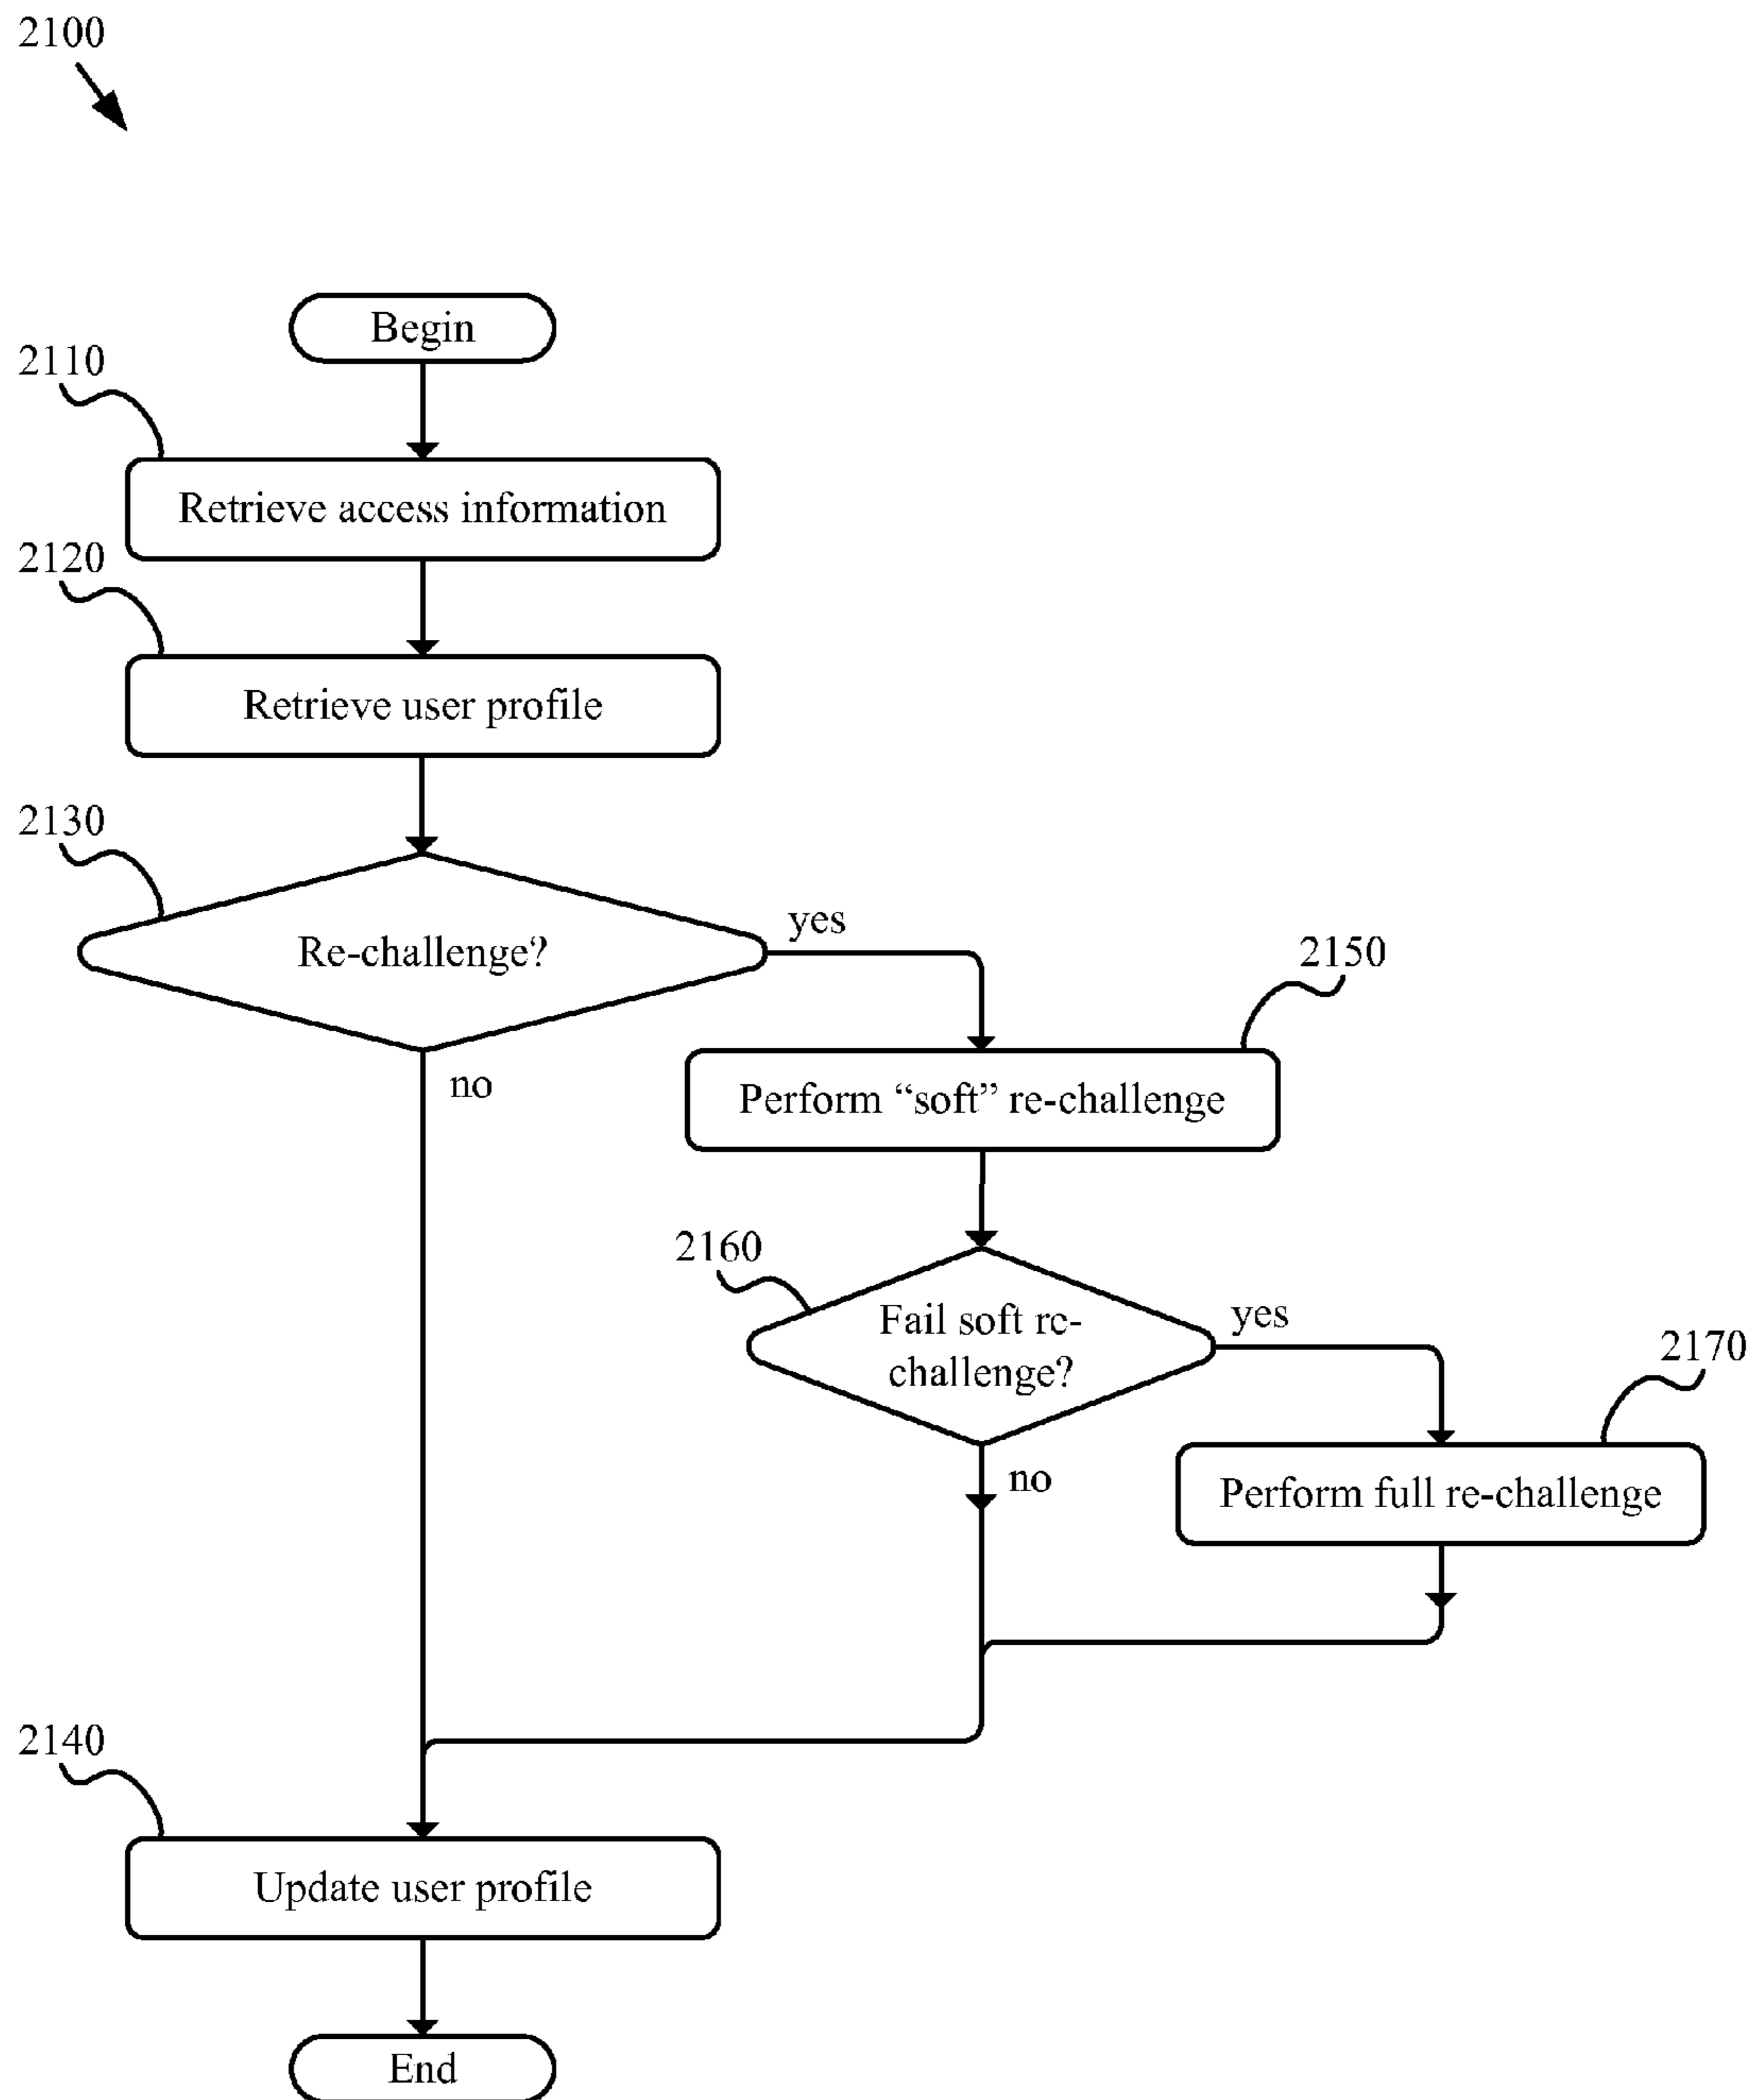 2100
Begin
2110
Retrieve access information
2120
Retrieve user profile
2130
Re-challenge?
yes
no
2150
Perform “soft” re-challenge
2160
Fail soft re-
challenge?
yes
no
2170
Perform full re-challenge
2140
Update user profile
End